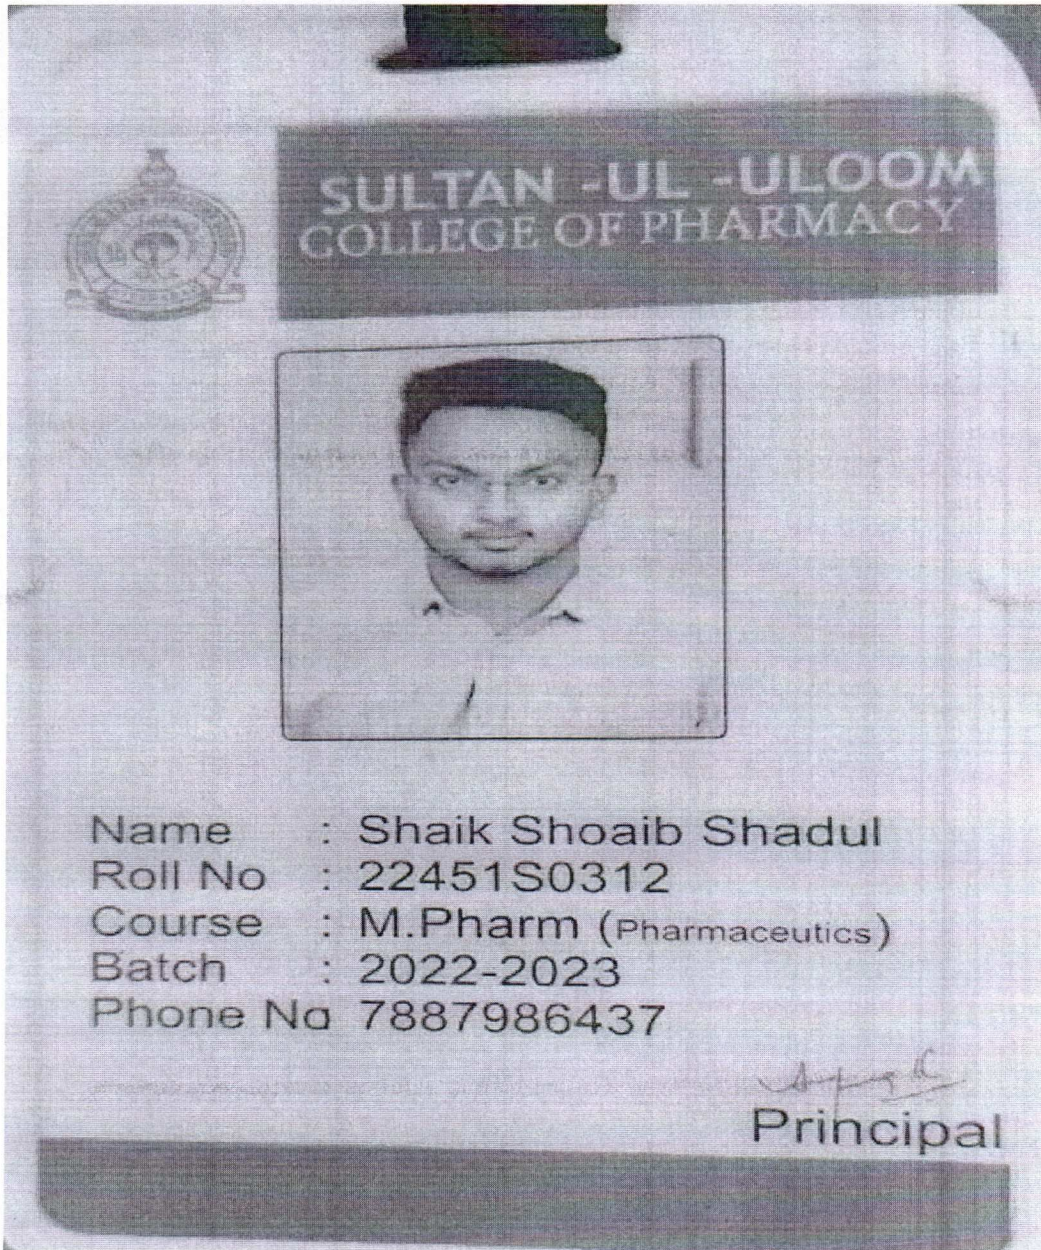 SULTAN -UL -ULOOM
COLLEGE OF PHARMACY
Name : Shaik Shoaib Shadul
Roll No : 22451S0312
Course : M.Pharm (Pharmaceutics)
Batch : 2022-2023
Phone No 7887986437
Principal